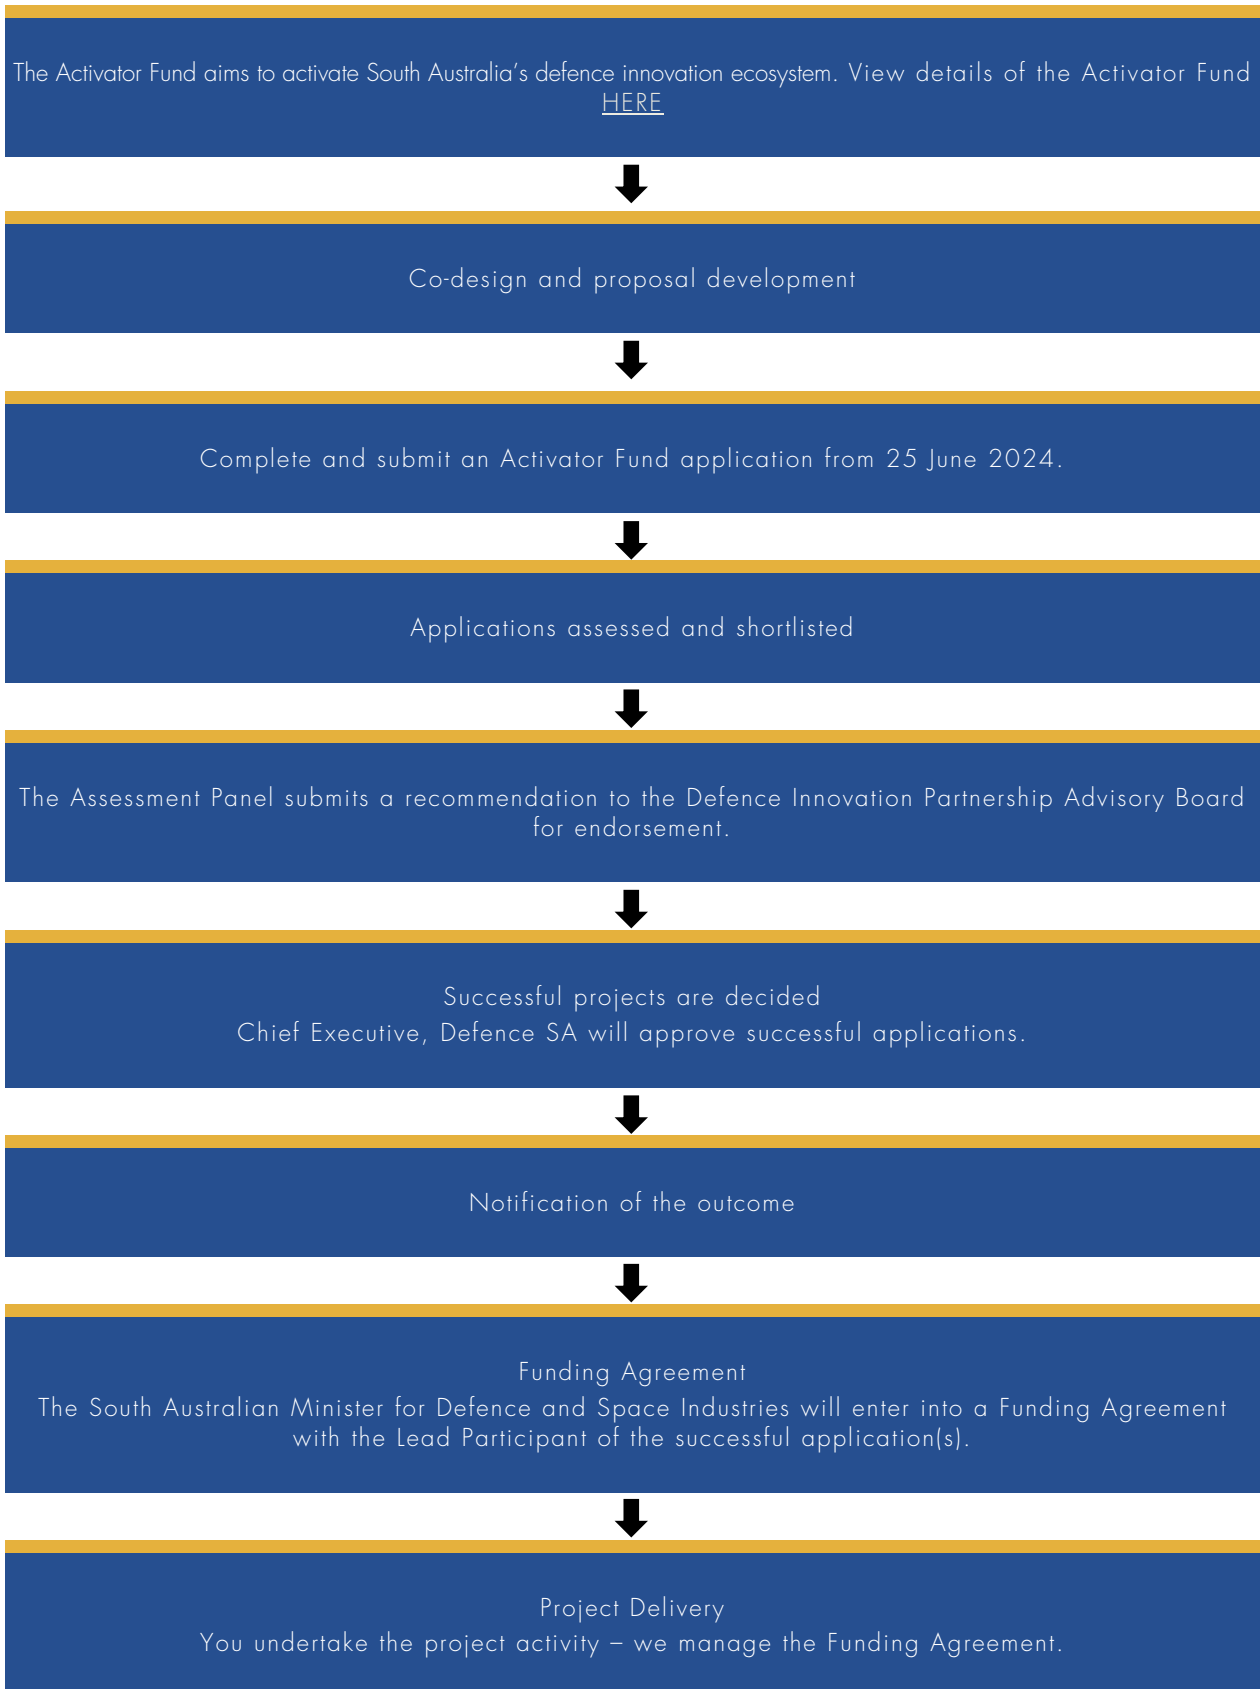 The Activator Fund aims to activate South Australia’s defence innovation ecosystem. View details of the Activator Fund
HERE
Co-design and proposal development
Complete and submit an Activator Fund application from 25 June 2024.
Applications assessed and shortlisted
The Assessment Panel submits a recommendation to the Defence Innovation Partnership Advisory Board
for endorsement.
Successful projects are decided
Chief Executive, Defence SA will approve successful applications.
Notification of the outcome
Funding Agreement
The South Australian Minister for Defence and Space Industries will enter into a Funding Agreement
with the Lead Participant of the successful application(s).
Project Delivery
You undertake the project activity – we manage the Funding Agreement.